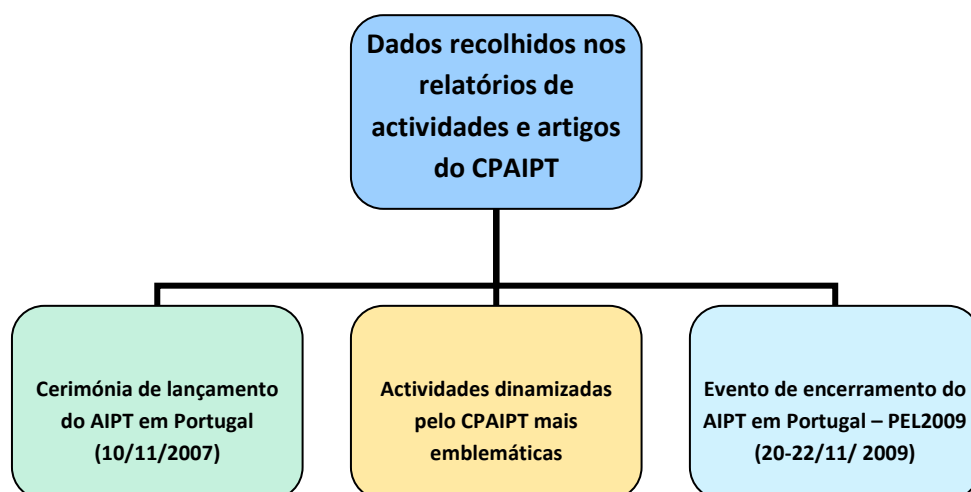 Dados recolhidos nos
relatórios de
actividades e artigos
do CPAIPT
Cerimónia de lançamento
do AIPT em Portugal
(10/11/2007)
Actividades dinamizadas
pelo CPAIPT mais
emblemáticas
Evento de encerramento do
AIPT em Portugal – PEL2009
(20-22/11/ 2009)